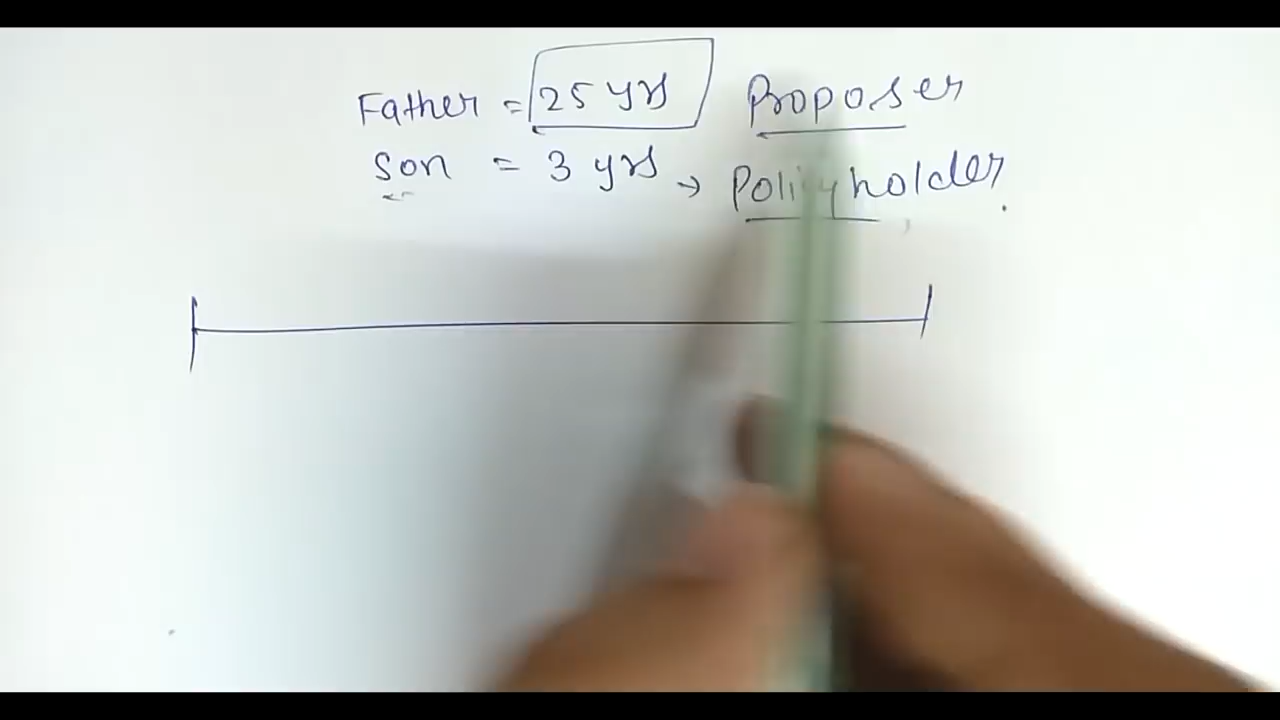 Father = 25 yrs Proposer
Son = 3 yrs → Policyholder.